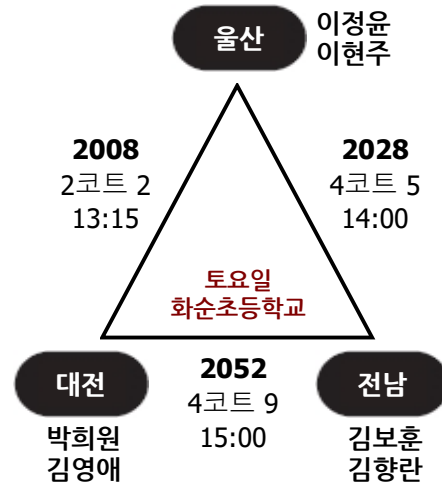 울산
이정윤
이현주
2008
2코트 2
13:15
2028
4코트 5
14:00
토요일
화순초등학교
대전
박희원
김영애
2052
4코트 9
15:00
전남
김보훈
김향란